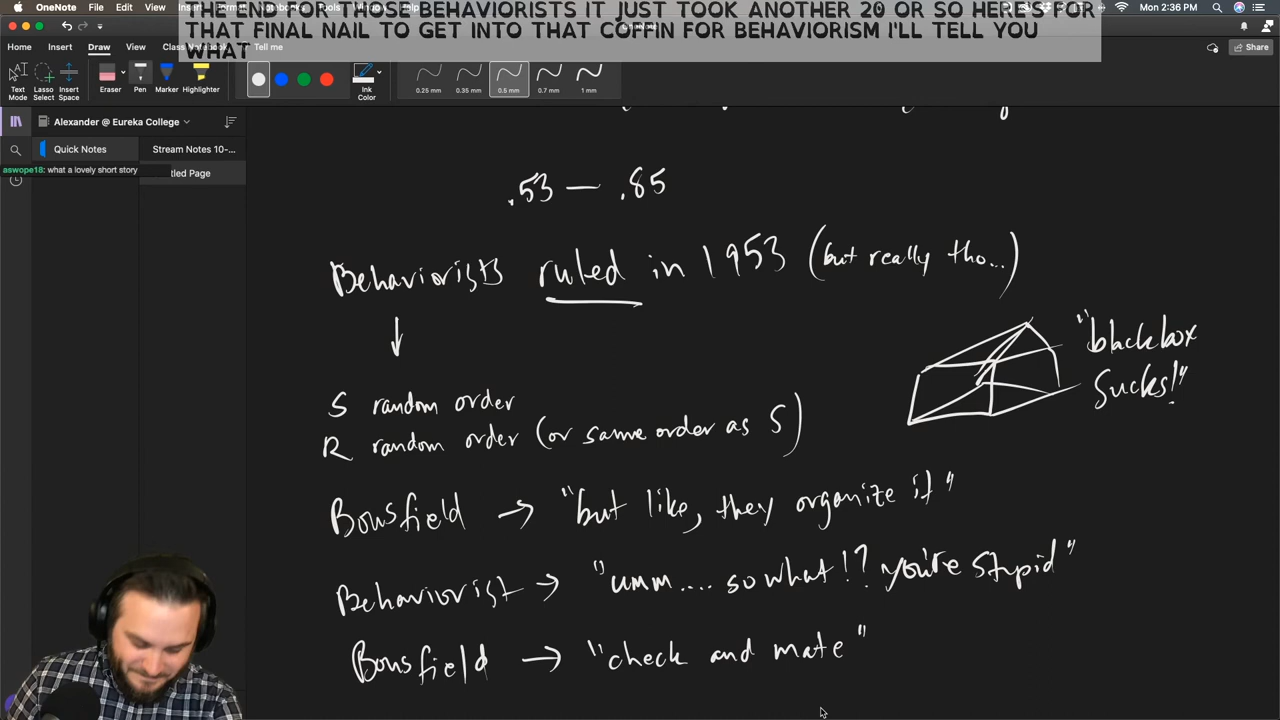 OneNote File Edit View
Mon 2:36 PM
THE END FOR THOSE BEHAVIORISTS IT JUST TOOK ANOTHER 20 OR SO HERE'S FOR
THAT FINAL NAIL TO GET INTO THAT COFFIN FOR BEHAVIORISM I'LL TELL YOU
WHAT
Home Insert Draw
Tell me
Share
Text Mode
Lasso Select
Insert Space
Eraser
Pen
Marker
Highlighter
Ink Color
0.25 mm 0.35 mm 0.5 mm 0.7 mm 1 mm
Alexander @ Eureka College
Quick Notes
Stream Notes 10-...
aswope18: what a lovely short story
tled Page
.53 — .85
Behaviorists ruled in 1953 (but really tho...)
"blackbox
sucks!"
S random order
R random order (or same order as S)
Bousfield → "but like, they organize it"
Behaviorist → "umm.... so what!? you're stupid"
Bousfield → "check and mate"